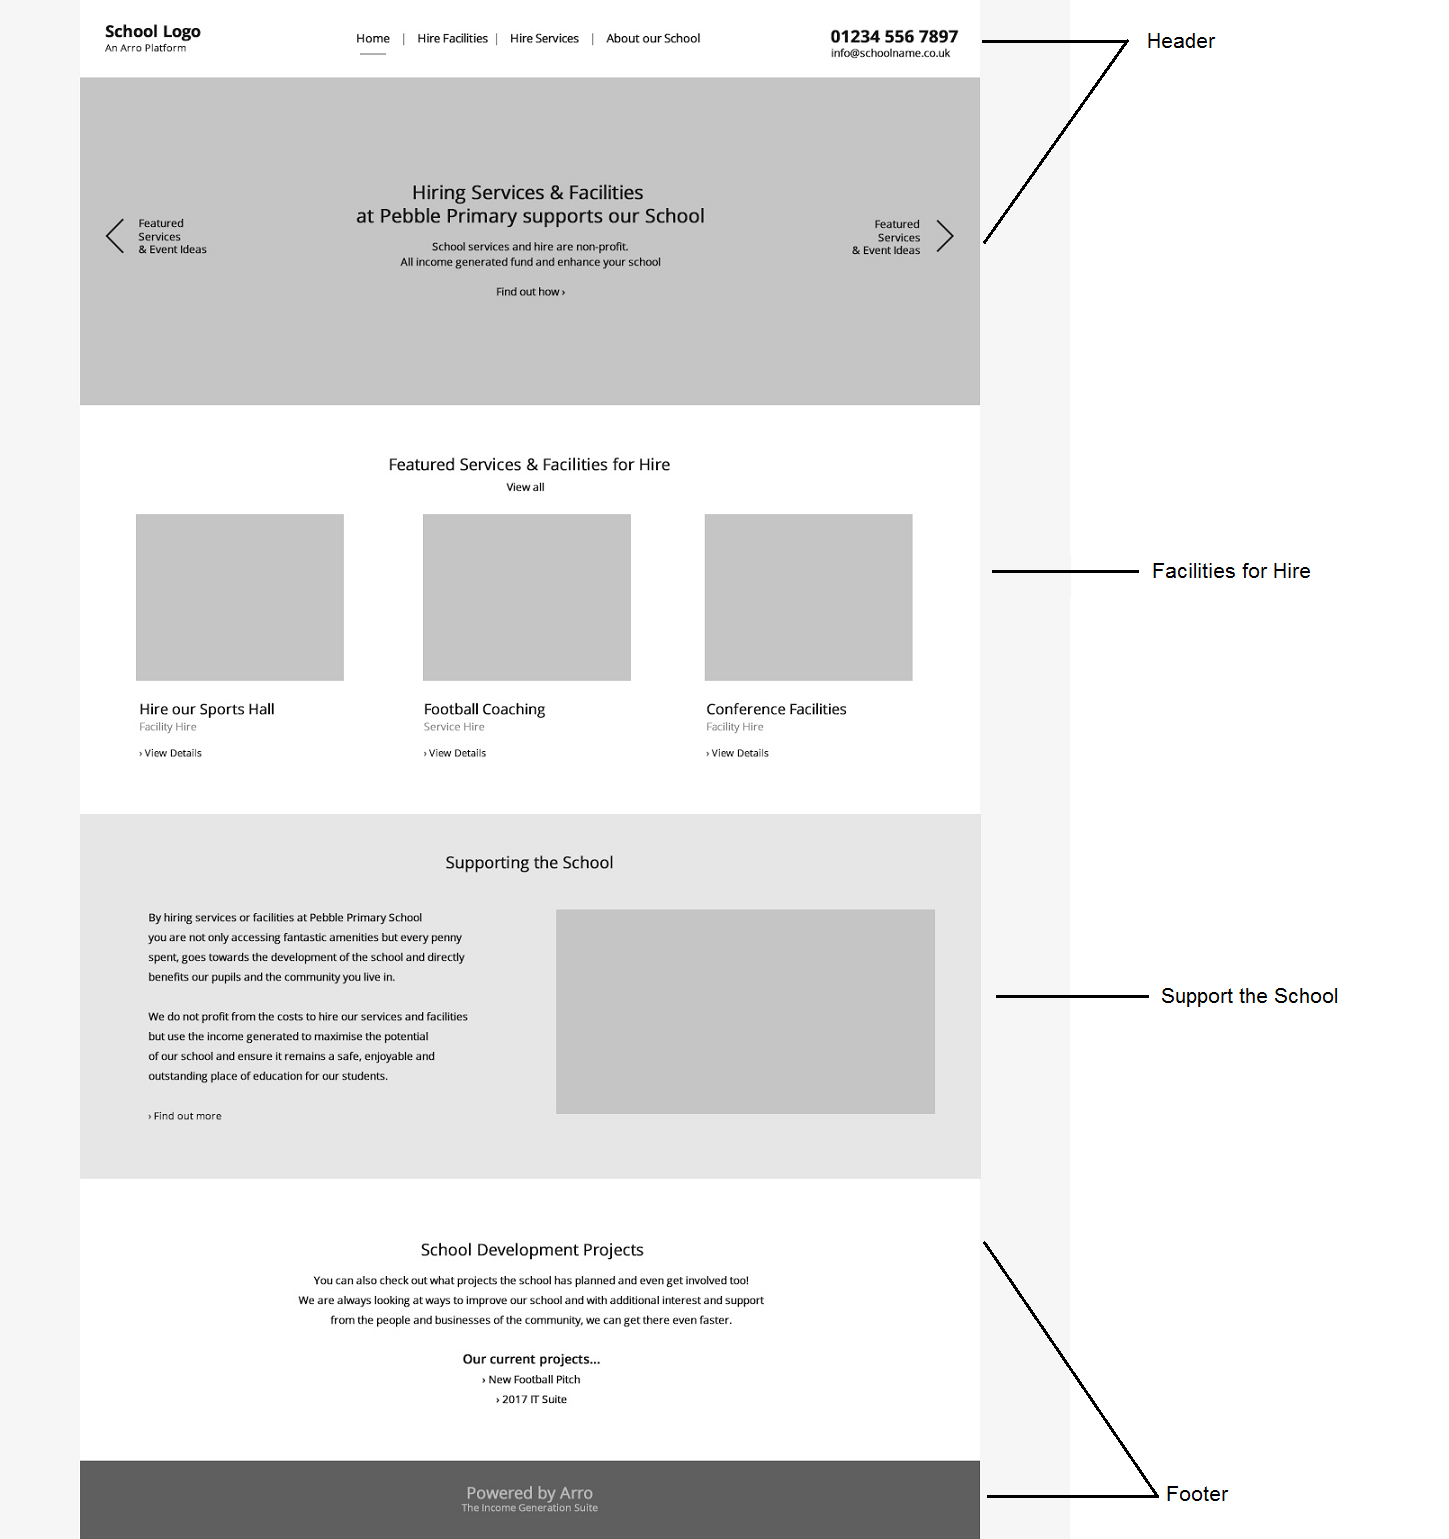 School Logo
An Arro Platform
Home | Hire Facilities | Hire Services | About our School
01234 556 7897
info@schoolname.co.uk
Header
Hiring Services & Facilities
at Pebble Primary supports our School
School services and hire are non-profit.
All income generated fund and enhance your school
Find out how ›
Featured
Services
& Event Ideas
Featured
Services
& Event Ideas
Featured Services & Facilities for Hire
View all
Facilities for Hire
Hire our Sports Hall
Facility Hire
› View Details
Football Coaching
Service Hire
› View Details
Conference Facilities
Facility Hire
› View Details
Supporting the School
By hiring services or facilities at Pebble Primary School
you are not only accessing fantastic amenities but every penny
spent, goes towards the development of the school and directly
benefits our pupils and the community you live in.
We do not profit from the costs to hire our services and facilities
but use the income generated to maximise the potential
of our school and ensure it remains a safe, enjoyable and
outstanding place of education for our students.
› Find out more
Support the School
School Development Projects
You can also check out what projects the school has planned and even get involved too!
We are always looking at ways to improve our school and with additional interest and support
from the people and businesses of the community, we can get there even faster.
Our current projects...
› New Football Pitch
› 2017 IT Suite
Powered by Arro
The Income Generation Suite
Footer